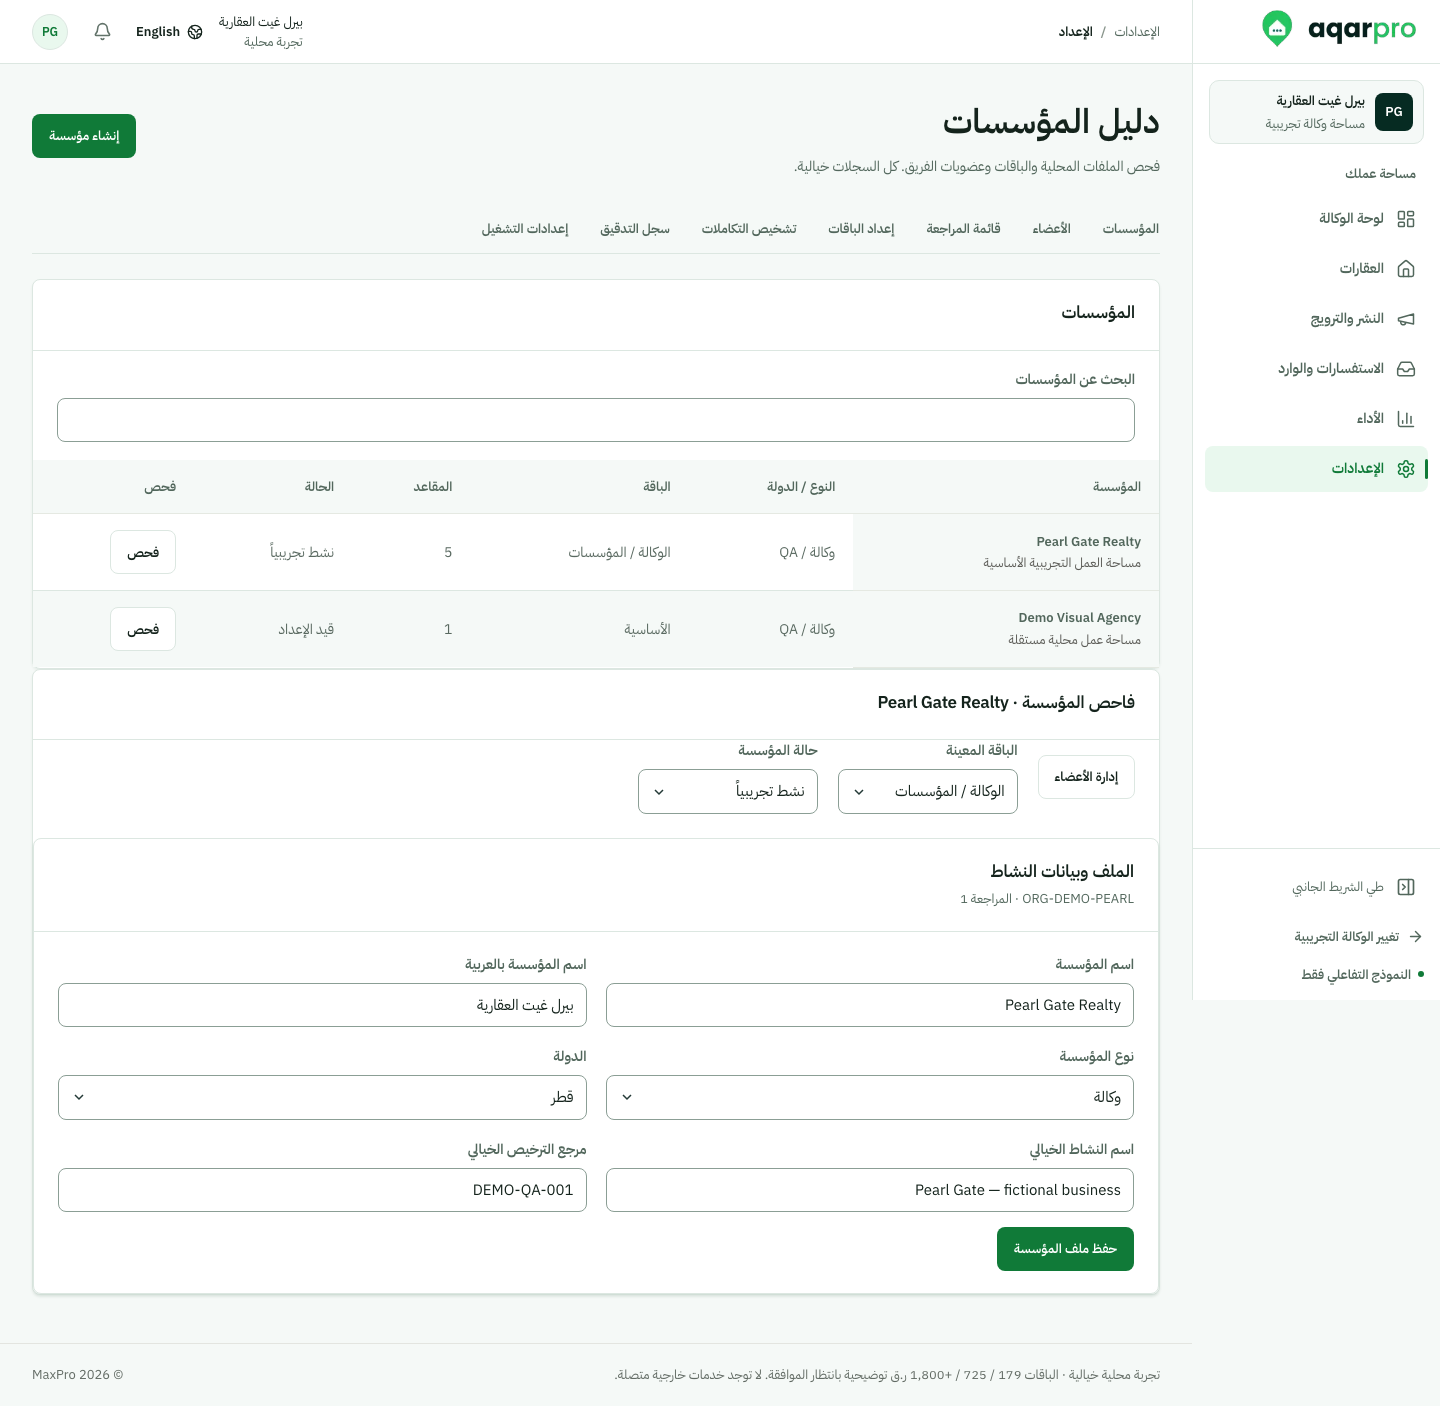 aqarpro
PG
بيرل غيت العقارية
مساحة وكالة تجريبية
مساحة عملك
لوحة الوكالة
العقارات
النشر والترويج
الاستفسارات والوارد
الأداء
الإعدادات
طي الشريط الجانبي
تغيير الوكالة التجريبية
النموذج التفاعلي فقط
الإعدادات / الإعداد
بيرل غيت العقارية
تجربة محلية
English
PG
دليل المؤسسات
فحص الملفات المحلية والباقات وعضويات الفريق. كل السجلات خيالية.
إنشاء مؤسسة
المؤسسات الأعضاء قائمة المراجعة إعداد الباقات تشخيص التكاملات سجل التدقيق إعدادات التشغيل
المؤسسات
البحث عن المؤسسات
المؤسسة النوع / الدولة الباقة المقاعد الحالة فحص
Pearl Gate Realty
مساحة العمل التجريبية الأساسية
وكالة / QA الوكالة / المؤسسات 5 نشط تجريبياً فحص
Demo Visual Agency
مساحة عمل محلية مستقلة
وكالة / QA الأساسية 1 قيد الإعداد فحص
فاحص المؤسسة · Pearl Gate Realty
إدارة الأعضاء
الباقة المعينة
الوكالة / المؤسسات
حالة المؤسسة
نشط تجريبياً
الملف وبيانات النشاط
ORG-DEMO-PEARL · المراجعة 1
اسم المؤسسة
Pearl Gate Realty
اسم المؤسسة بالعربية
بيرل غيت العقارية
نوع المؤسسة
وكالة
الدولة
قطر
اسم النشاط الخيالي
Pearl Gate — fictional business
مرجع الترخيص الخيالي
DEMO-QA-001
حفظ ملف المؤسسة
تجربة محلية خيالية · الباقات 179 / 725 / +1,800 ر.ق توضيحية بانتظار الموافقة. لا توجد خدمات خارجية متصلة.
© 2026 MaxPro